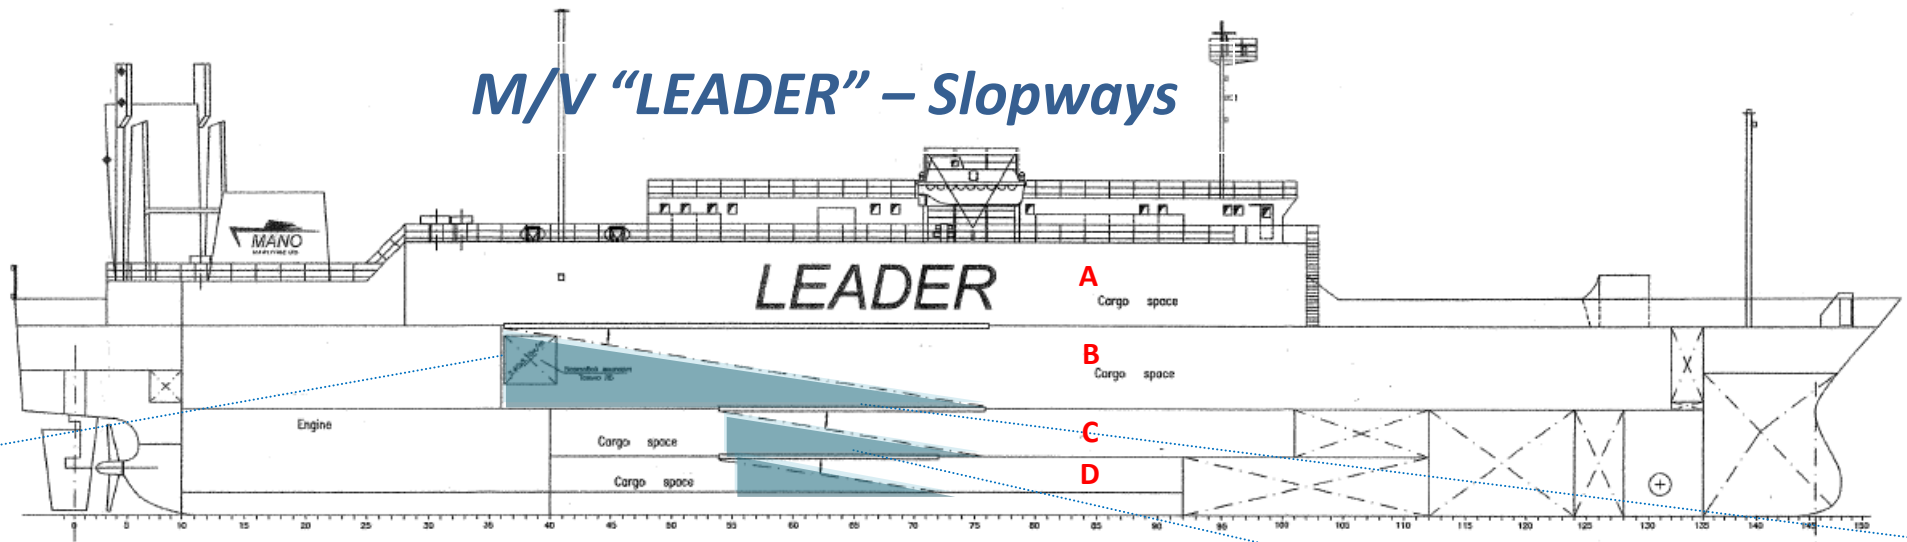 M/V “LEADER” – Slopways
MANO
LEADER
A
Cargo space
B
Cargo space
Engine
Cargo space
C
Cargo space
D
0 5 10 15 20 25 30 35 40 45 50 55 60 65 70 75 80 85 90 95 100 105 110 115 120 125 130 135 140 145 150